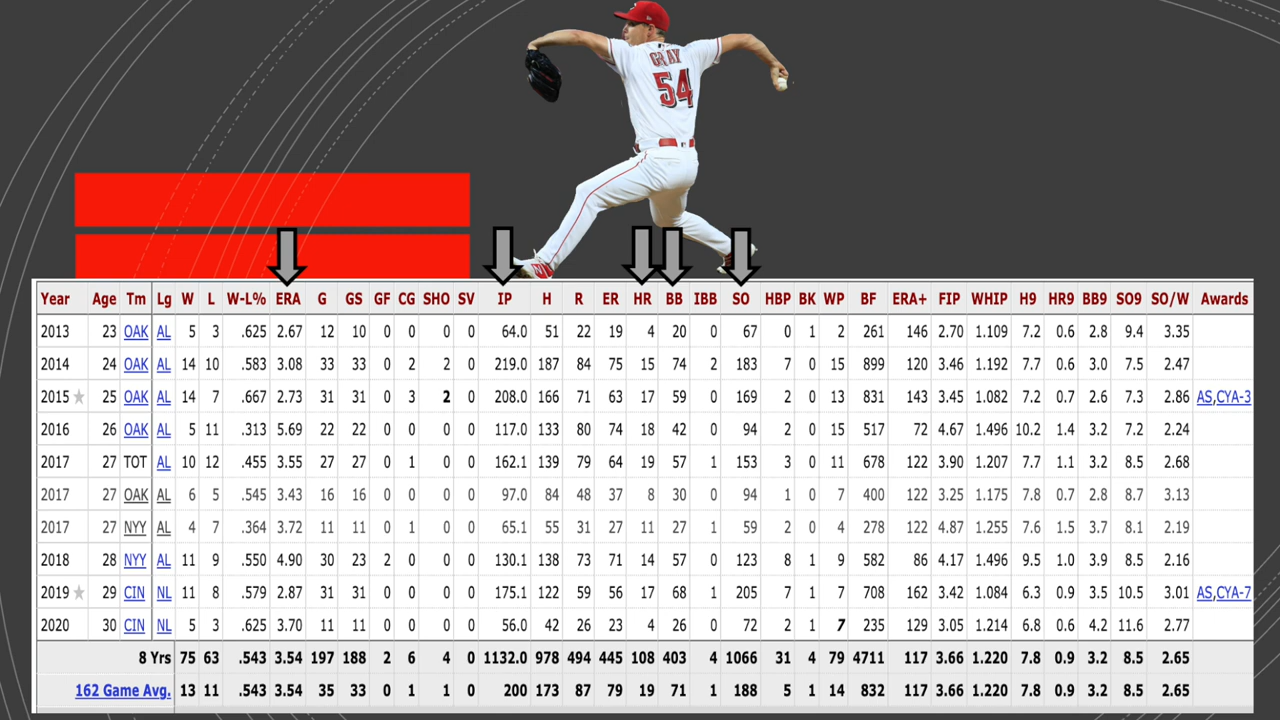 GRAY
54
Year Age Tm Lg W L W-L% ERA G GS GF CG SHO SV IP H R ER HR BB IBB SO HBP BK WP BF ERA+ FIP WHIP H9 HR9 BB9 SO9 SO/W Awards
2013 23 OAK AL 5 3 .625 2.67 12 10 0 0 0 0 64.0 51 22 19 4 20 0 67 0 1 2 261 146 2.70 1.109 7.2 0.6 2.8 9.4 3.35
2014 24 OAK AL 14 10 .583 3.08 33 33 0 2 2 0 219.0 187 84 75 15 74 2 183 7 0 15 899 120 3.46 1.192 7.7 0.6 3.0 7.5 2.47
2015 25 OAK AL 14 7 .667 2.73 31 31 0 3 2 0 208.0 166 71 63 17 59 0 169 2 0 13 831 143 3.45 1.082 7.2 0.7 2.6 7.3 2.86 AS,CYA-3
2016 26 OAK AL 5 11 .313 5.69 22 22 0 0 0 0 117.0 133 80 74 18 42 0 94 2 0 15 517 72 4.67 1.496 10.2 1.4 3.2 7.2 2.24
2017 27 TOT AL 10 12 .455 3.55 27 27 0 1 0 0 162.1 139 79 64 19 57 1 153 3 0 11 678 122 3.90 1.207 7.7 1.1 3.2 8.5 2.68
2017 27 OAK AL 6 5 .545 3.43 16 16 0 0 0 0 97.0 84 48 37 8 30 0 94 1 0 7 400 122 3.25 1.175 7.8 0.7 2.8 8.7 3.13
2017 27 NYY AL 4 7 .364 3.72 11 11 0 1 0 0 65.1 55 31 27 11 27 1 59 2 0 4 278 122 4.87 1.255 7.6 1.5 3.7 8.1 2.19
2018 28 NYY AL 11 9 .550 4.90 30 23 2 0 0 0 130.1 138 73 71 14 57 0 123 8 1 9 582 86 4.17 1.496 9.5 1.0 3.9 8.5 2.16
2019 29 CIN NL 11 8 .579 2.87 31 31 0 0 0 0 175.1 122 59 56 17 68 1 205 7 1 7 708 162 3.42 1.084 6.3 0.9 3.5 10.5 3.01 AS,CYA-7
2020 30 CIN NL 5 3 .625 3.70 11 11 0 0 0 0 56.0 42 26 23 4 26 0 72 2 1 7 235 129 3.05 1.214 6.8 0.6 4.2 11.6 2.77
8 Yrs 75 63 .543 3.54 197 188 2 6 4 0 1132.0 978 494 445 108 403 4 1066 31 4 79 4711 117 3.66 1.220 7.8 0.9 3.2 8.5 2.65
162 Game Avg. 13 11 .543 3.54 35 33 0 1 1 0 200 173 87 79 19 71 1 188 5 1 14 832 117 3.66 1.220 7.8 0.9 3.2 8.5 2.65